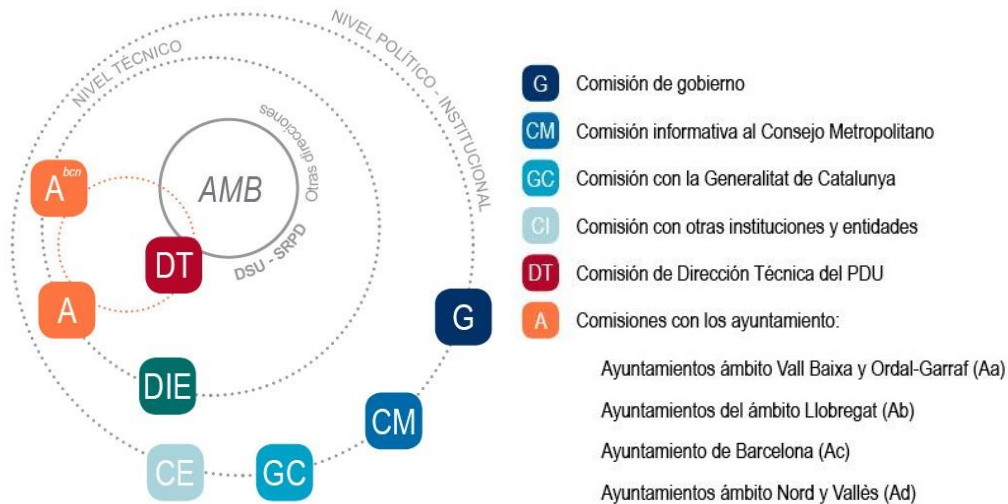 NIVEL TÉCNICO
NIVEL POLÍTICO - INSTITUCIONAL
Otras direcciones
AMB
DSU - SRPD
A bcn
DT
A
G
DIE
CM
CE
GC
G Comisión de gobierno
CM Comisión informativa al Consejo Metropolitano
GC Comisión con la Generalitat de Catalunya
CI Comisión con otras instituciones y entidades
DT Comisión de Dirección Técnica del PDU
A Comisiones con los ayuntamiento:
Ayuntamientos ámbito Vall Baixa y Ordal-Garraf (Aa)
Ayuntamientos del ámbito Llobregat (Ab)
Ayuntamiento de Barcelona (Ac)
Ayuntamientos ámbito Nord y Vallès (Ad)